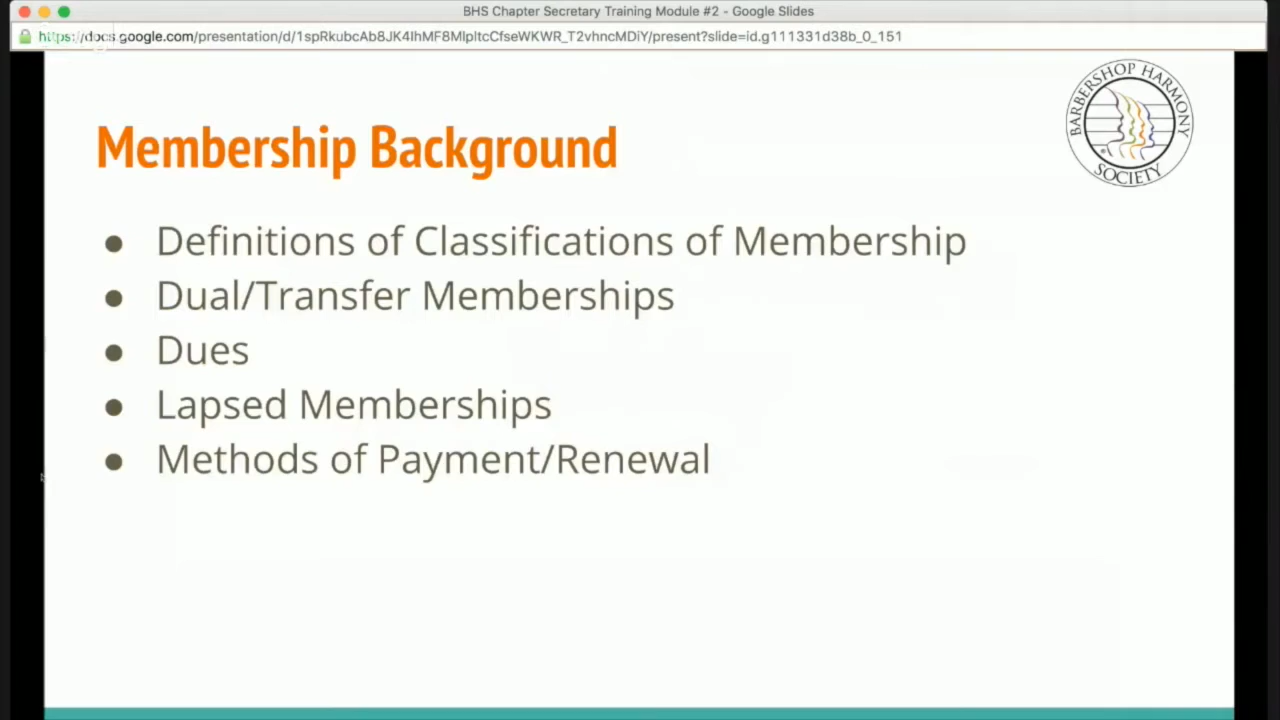 BHS Chapter Secretary Training Module #2 - Google Slides
https://docs.google.com/presentation/d/1spRkubcAb8JK4lhMF8MlpltcCfseWKWR_T2vhncMDiY/present?slide=id.g111331d38b_0_151
BARBERSHOP HARMONY
SOCIETY
Membership Background
● Definitions of Classifications of Membership
● Dual/Transfer Memberships
● Dues
● Lapsed Memberships
● Methods of Payment/Renewal